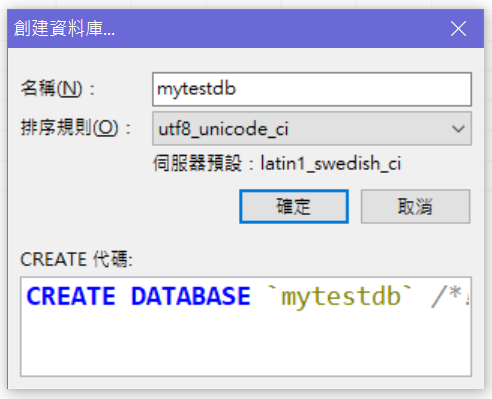 創建資料庫...
名稱(N)： mytestdb
排序規則(O)： utf8_unicode_ci
伺服器預設：latin1_swedish_ci
確定 取消
CREATE 代碼:
CREATE DATABASE `mytestdb` /*!